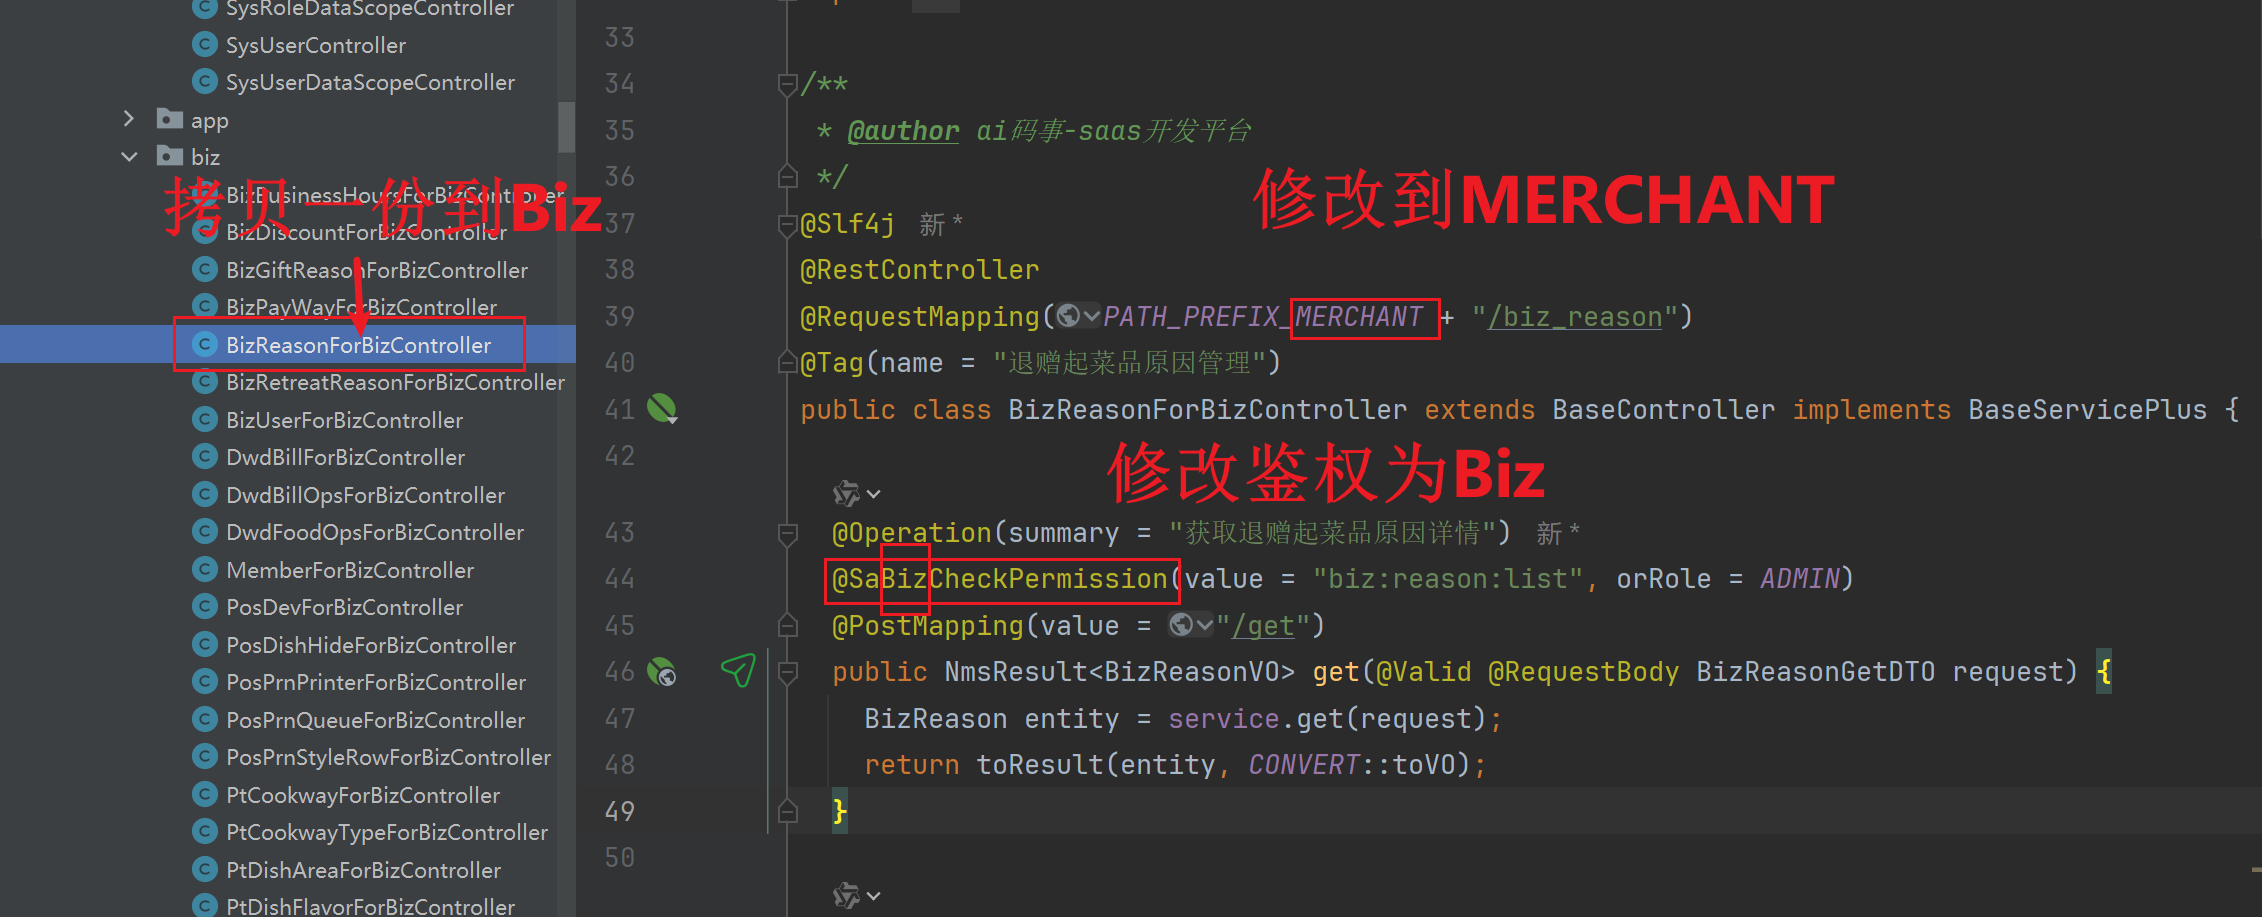 SysRoleDataScopeController
SysUserController
SysUserDataScopeController
app
biz
BizBusinessHoursForBizController
BizDiscountForBizController
BizGiftReasonForBizController
BizPayWayForBizController
BizReasonForBizController
BizRetreatReasonForBizController
BizUserForBizController
DwdBillForBizController
DwdBillOpsForBizController
DwdFoodOpsForBizController
MemberForBizController
PosDevForBizController
PosDishHideForBizController
PosPrnPrinterForBizController
PosPrnQueueForBizController
PosPrnStyleRowForBizController
PtCookwayForBizController
PtCookwayTypeForBizController
PtDishAreaForBizController
PtDishFlavorForBizController
拷贝一份到Biz
33
34 /**
35 * @author ai码事-saas开发平台
36 */
修改到MERCHANT
37 @Slf4j 新 *
38 @RestController
39 @RequestMapping(PATH_PREFIX_MERCHANT + "/biz_reason")
40 @Tag(name = "退赠起菜品原因管理")
41 public class BizReasonForBizController extends BaseController implements BaseServicePlus {
42
修改鉴权为Biz
43 @Operation(summary = "获取退赠起菜品原因详情") 新 *
44 @SaBizCheckPermission(value = "biz:reason:list", orRole = ADMIN)
45 @PostMapping(value = "/get")
46 public NmsResult<BizReasonVO> get(@Valid @RequestBody BizReasonGetDTO request) {
47 BizReason entity = service.get(request);
48 return toResult(entity, CONVERT::toVO);
49 }
50